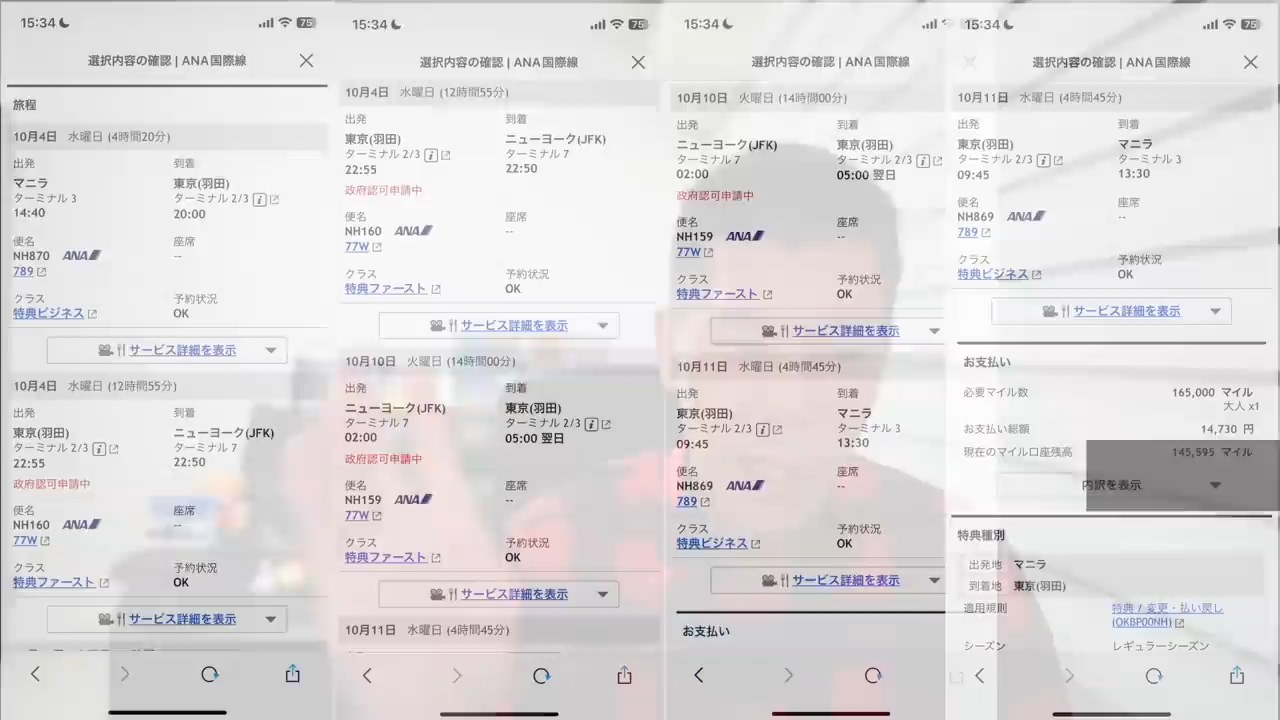 15:34
75
選択内容の確認 | ANA国際線
旅程
10月4日 水曜日 (4時間20分)
出発 到着
マニラ 東京(羽田)
ターミナル 3 ターミナル 2/3
14:40 20:00
便名 座席
NH870 ANA --
789
クラス 予約状況
特典ビジネス OK
サービス詳細を表示
10月4日 水曜日 (12時間55分)
出発 到着
東京(羽田) ニューヨーク(JFK)
ターミナル 2/3 ターミナル 7
22:55 22:50
政府認可申請中
便名 座席
NH160 ANA --
77W
クラス 予約状況
特典ファースト OK
サービス詳細を表示
15:34
75
選択内容の確認 | ANA国際線
10月4日 水曜日 (12時間55分)
出発 到着
東京(羽田) ニューヨーク(JFK)
ターミナル 2/3 ターミナル 7
22:55 22:50
政府認可申請中
便名 座席
NH160 ANA --
77W
クラス 予約状況
特典ファースト OK
サービス詳細を表示
10月10日 火曜日 (14時間00分)
出発 到着
ニューヨーク(JFK) 東京(羽田)
ターミナル 7 ターミナル 2/3
02:00 05:00 翌日
政府認可申請中
便名 座席
NH159 ANA --
77W
クラス 予約状況
特典ファースト OK
サービス詳細を表示
10月11日 水曜日 (4時間45分)
15:34
選択内容の確認 | ANA国際線
10月10日 火曜日 (14時間00分)
出発 到着
ニューヨーク(JFK) 東京(羽田)
ターミナル 7 ターミナル 2/3
02:00 05:00 翌日
政府認可申請中
便名 座席
NH159 ANA --
77W
クラス 予約状況
特典ファースト OK
サービス詳細を表示
10月11日 水曜日 (4時間45分)
出発 到着
東京(羽田) マニラ
ターミナル 2/3 ターミナル 3
09:45 13:30
便名 座席
NH869 ANA --
789
クラス 予約状況
特典ビジネス OK
サービス詳細を表示
お支払い
15:34
75
選択内容の確認 | ANA国際線
10月11日 水曜日 (4時間45分)
出発 到着
東京(羽田) マニラ
ターミナル 2/3 ターミナル 3
09:45 13:30
便名 座席
NH869 ANA --
789
クラス 予約状況
特典ビジネス OK
サービス詳細を表示
お支払い
必要マイル数 165,000 マイル
大人 x1
お支払い総額 14,730 円
現在のマイル口座残高 145,595 マイル
内訳を表示
特典種別
出発地 マニラ
到着地 東京(羽田)
適用規則 特典 / 変更・払い戻し
(OKBP00NH)
シーズン レギュラーシーズン